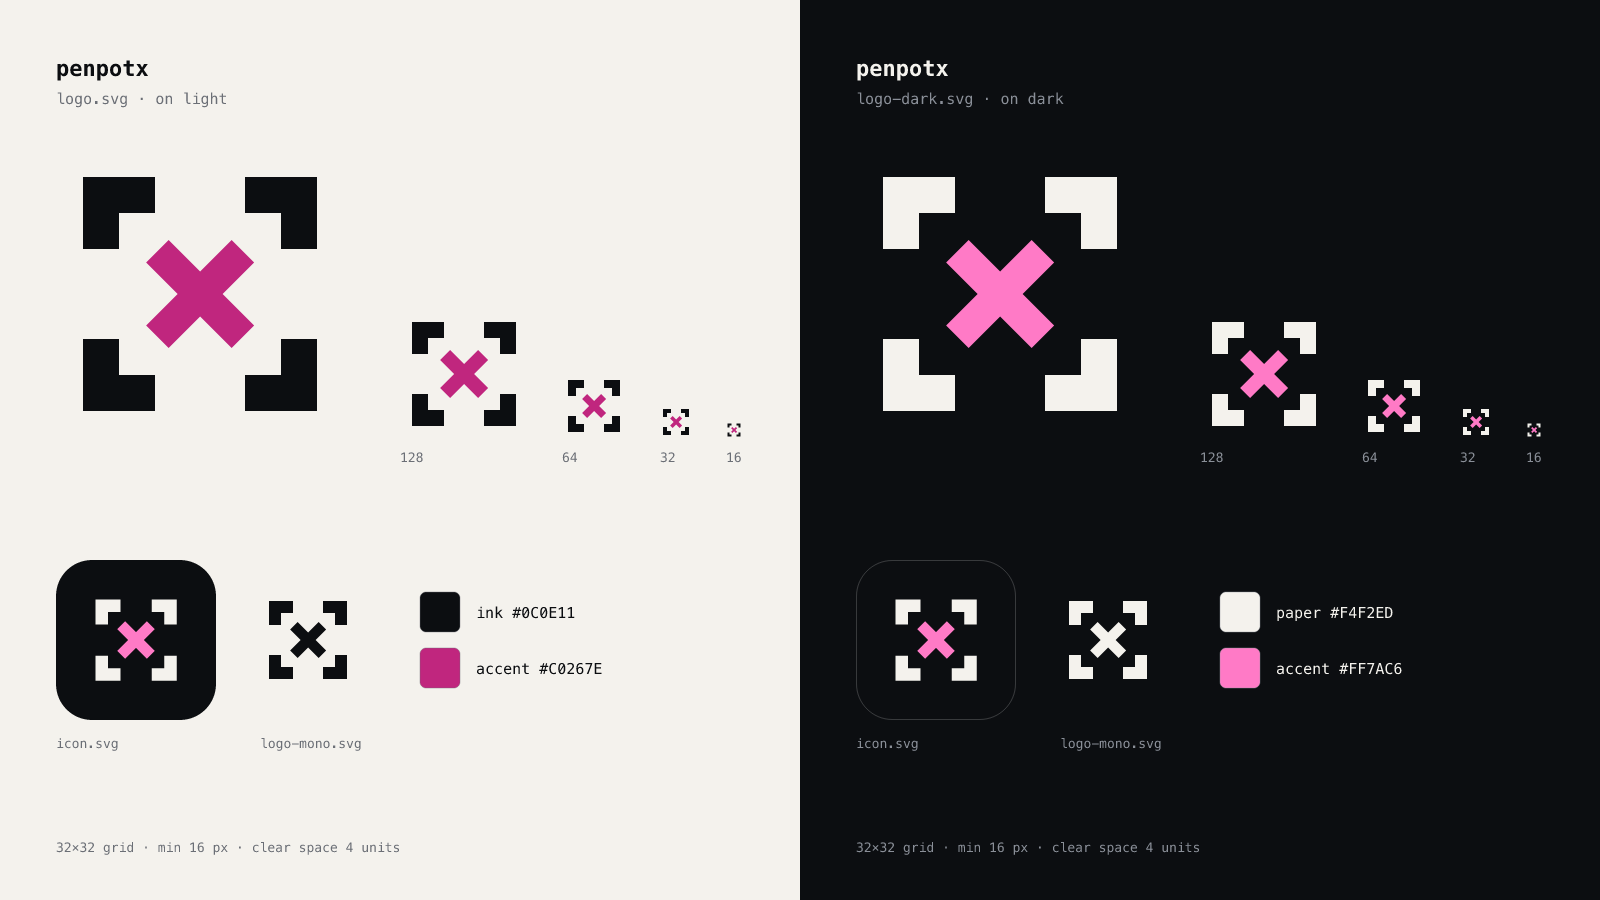 penpotx
logo.svg · on light
128 64 32 16
ink #0C0E11
accent #C0267E
icon.svg logo-mono.svg
32×32 grid · min 16 px · clear space 4 units
penpotx
logo-dark.svg · on dark
128 64 32 16
paper #F4F2ED
accent #FF7AC6
icon.svg logo-mono.svg
32×32 grid · min 16 px · clear space 4 units